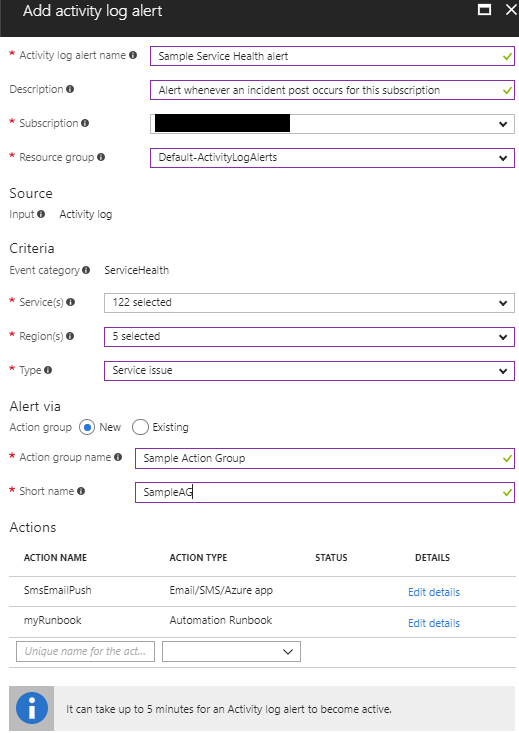 Add activity log alert
* Activity log alert name Sample Service Health alert
Description Alert whenever an incident post occurs for this subscription
* Subscription
* Resource group Default-ActivityLogAlerts
Source
Input Activity log
Criteria
Event category ServiceHealth
* Service(s) 122 selected
* Region(s) 5 selected
* Type Service issue
Alert via
Action group New Existing
* Action group name Sample Action Group
* Short name SampleAG
Actions
ACTION NAME ACTION TYPE STATUS DETAILS
SmsEmailPush Email/SMS/Azure app Edit details
myRunbook Automation Runbook Edit details
Unique name for the act...
It can take up to 5 minutes for an Activity log alert to become active.